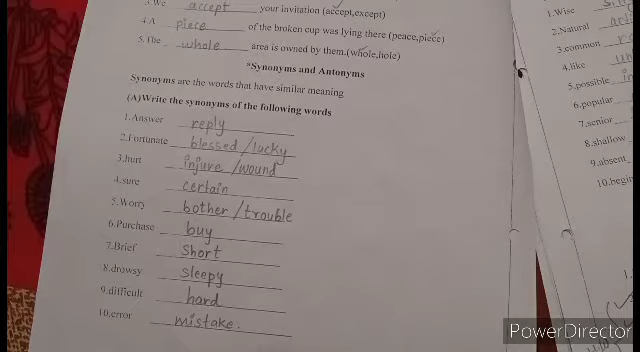 3.We accept your invitation (accept,except)
4.A piece of the broken cup was lying there (peace,piece)
5.The whole area is owned by them.(whole,hole)
*Synonyms and Antonyms
Synonyms are the words that have similar meaning
(A)Write the synonyms of the following words
1.Answer reply
2.Fortunate blessed /lucky
3.hurt injure /wound
4.sure certain
5.Worry bother /trouble
6.Purchase buy
7.Brief short
8.drowsy sleepy
9.difficult hard
10.error mistake.
1.Wise
2.Natural
3.common
4.like
5.possible
6.popular
7.senior
8.shallow
9.absent
10.begin
PowerDirector